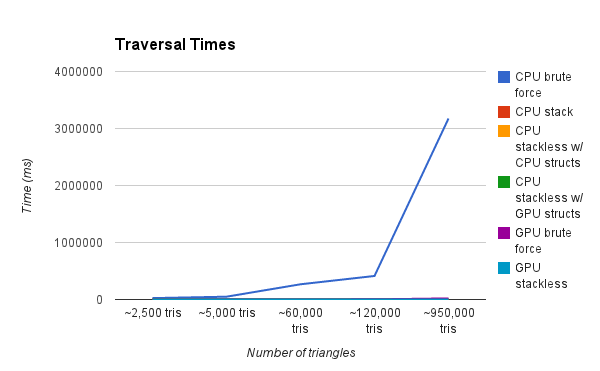 Traversal Times
4000000
3000000
2000000
1000000
0
Time (ms)
~2,500 tris
~5,000 tris
~60,000
tris
~120,000
tris
~950,000
tris
Number of triangles
CPU brute
force
CPU stack
CPU
stackless w/
CPU structs
CPU
stackless w/
GPU structs
GPU brute
force
GPU
stackless